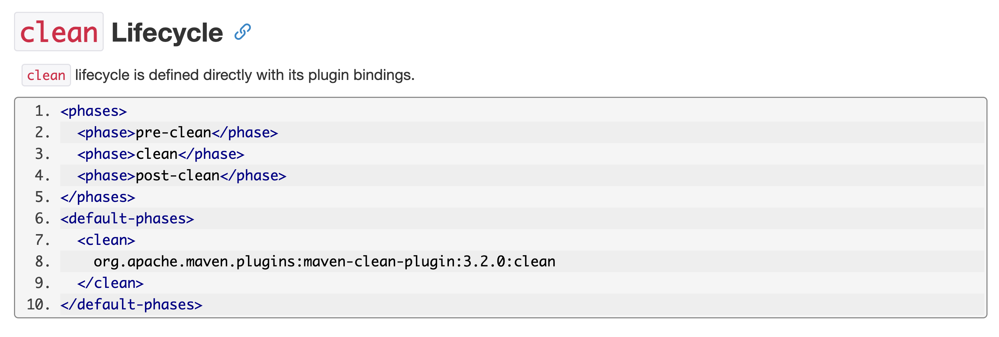 clean Lifecycle
clean lifecycle is defined directly with its plugin bindings.
1. <phases>
2.   <phase>pre-clean</phase>
3.   <phase>clean</phase>
4.   <phase>post-clean</phase>
5. </phases>
6. <default-phases>
7.   <clean>
8.     org.apache.maven.plugins:maven-clean-plugin:3.2.0:clean
9.   </clean>
10. </default-phases>